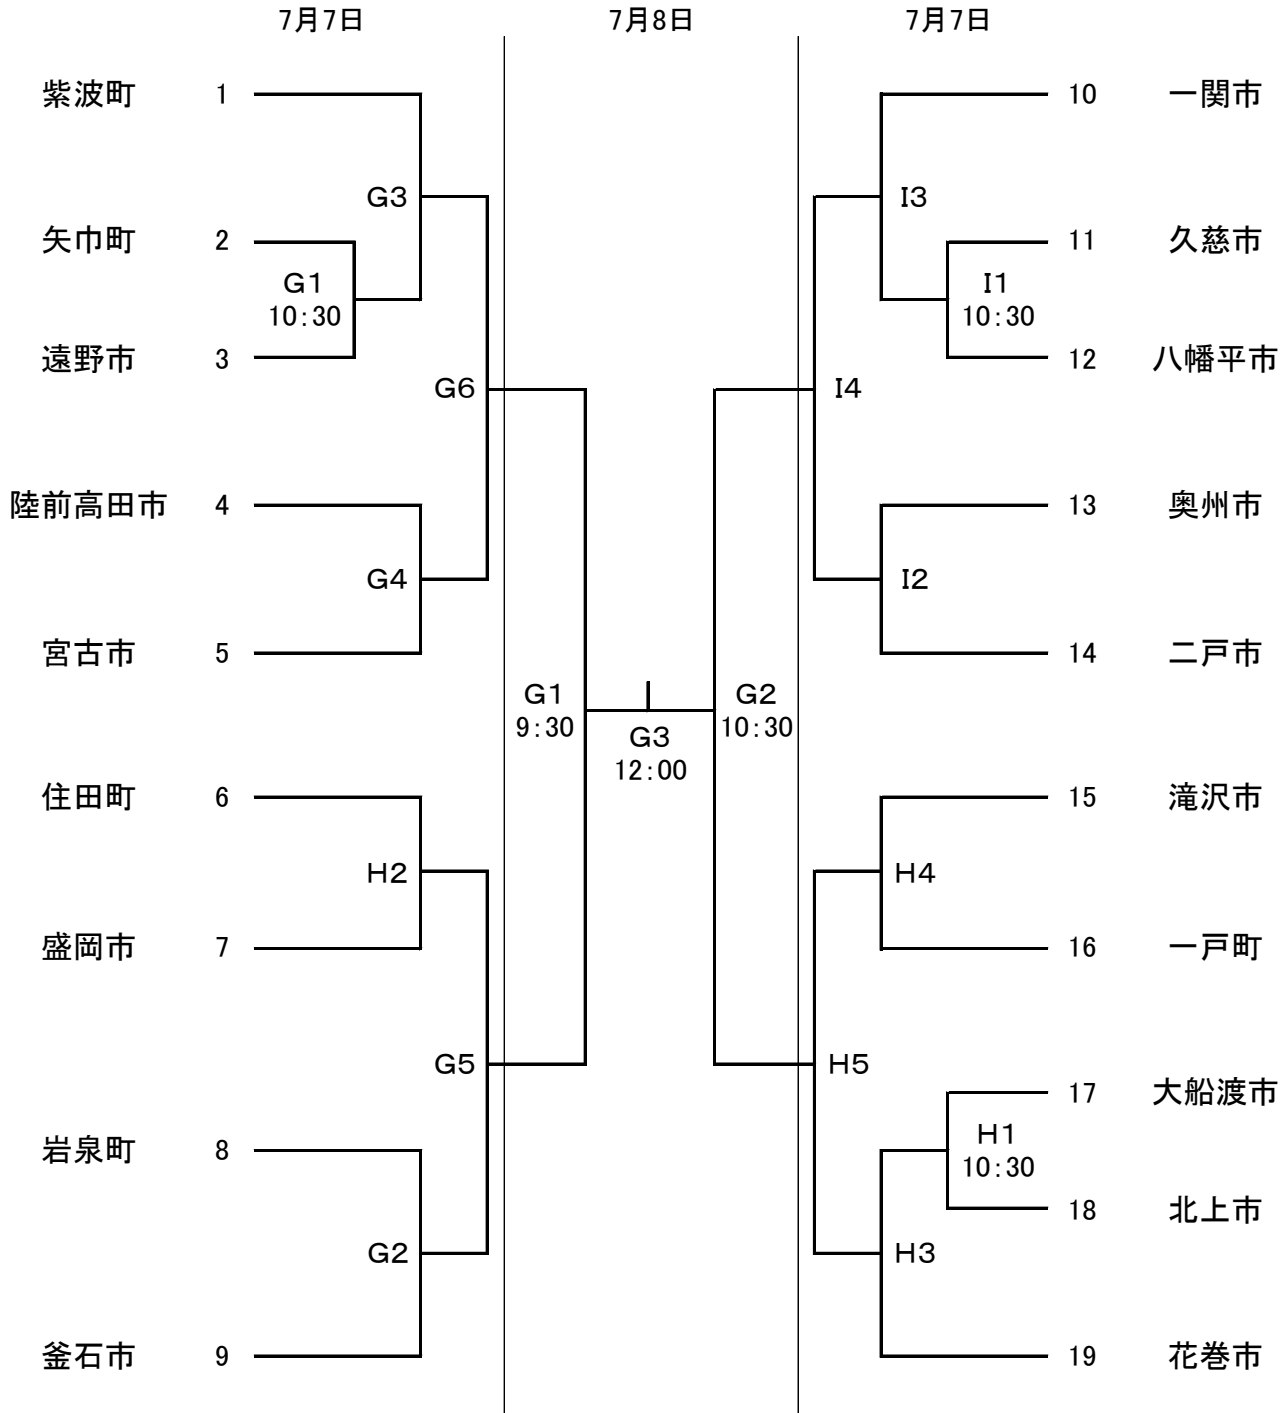 7月7日 7月8日 7月7日
紫波町 1 10 一関市
G3 I3
矢巾町 2 11 久慈市
G1 I1
10:30 10:30
遠野市 3 12 八幡平市
G6 I4
陸前高田市 4 13 奥州市
G4 I2
宮古市 5 14 二戸市
G1 G2
9:30 10:30
G3
12:00
住田町 6 15 滝沢市
H2 H4
盛岡市 7 16 一戸町
G5 H5
17 大船渡市
H1
岩泉町 8 10:30
18 北上市
G2 H3
釜石市 9 19 花巻市